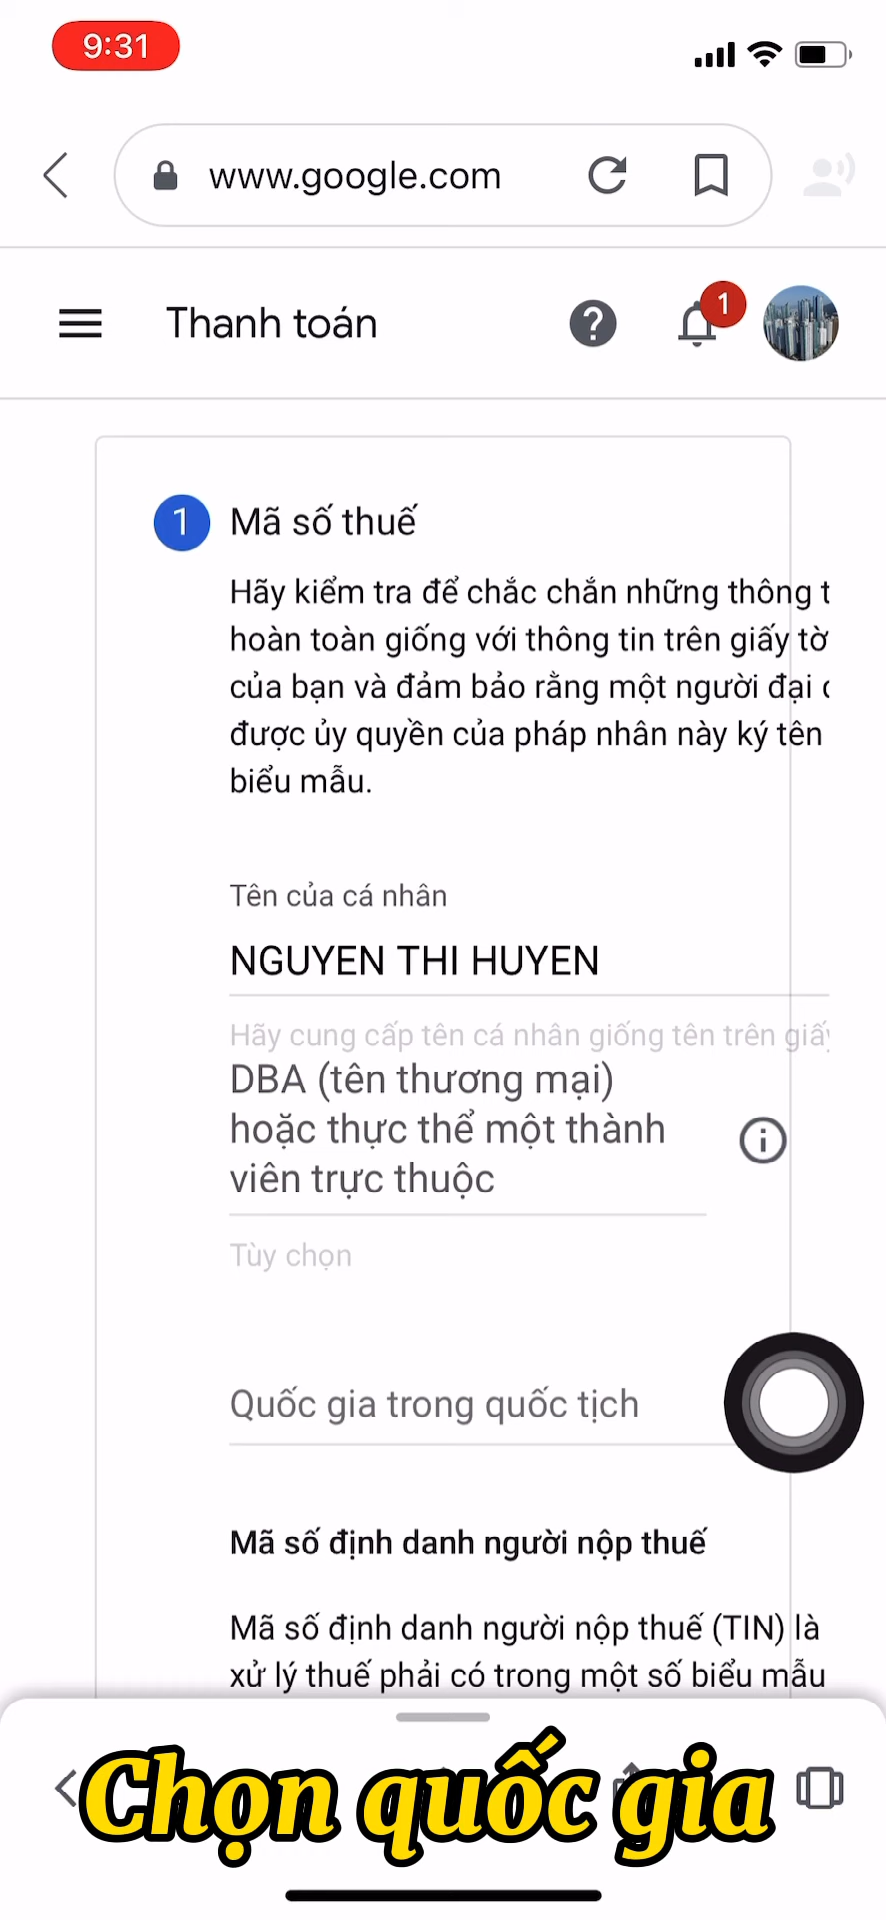 9:31
www.google.com
Thanh toán
1
1 Mã số thuế
Hãy kiểm tra để chắc chắn những thông t
hoàn toàn giống với thông tin trên giấy tờ
của bạn và đảm bảo rằng một người đại
được ủy quyền của pháp nhân này ký tên
biểu mẫu.
Tên của cá nhân
NGUYEN THI HUYEN
Hãy cung cấp tên cá nhân giống tên trên giấy
DBA (tên thương mại)
hoặc thực thể một thành
viên trực thuộc
Tùy chọn
Quốc gia trong quốc tịch
Mã số định danh người nộp thuế
Mã số định danh người nộp thuế (TIN) là
xử lý thuế phải có trong một số biểu mẫu
Chọn quốc gia